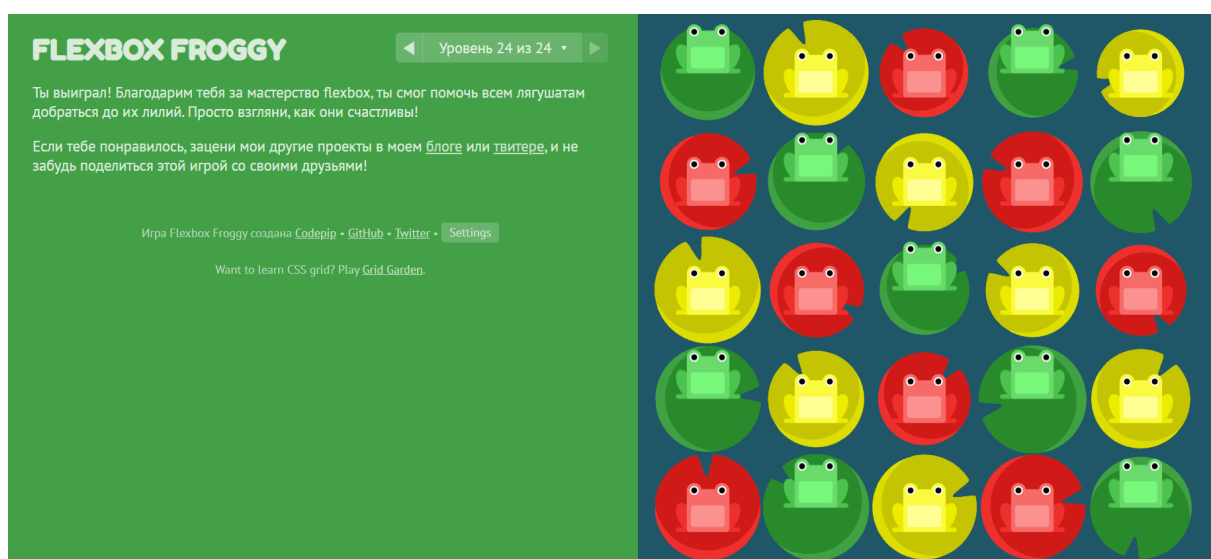 FLEXBOX FROGGY
Уровень 24 из 24
Ты выиграл! Благодарим тебя за мастерство flexbox, ты смог помочь всем лягушатам
добраться до их лилий. Просто взгляни, как они счастливы!
Если тебе понравилось, зацени мои другие проекты в моем блоге или твитере, и не
забудь поделиться этой игрой со своими друзьями!
Игра Flexbox Froggy создана Codepip • GitHub • Twitter • Settings
Want to learn CSS grid? Play Grid Garden.